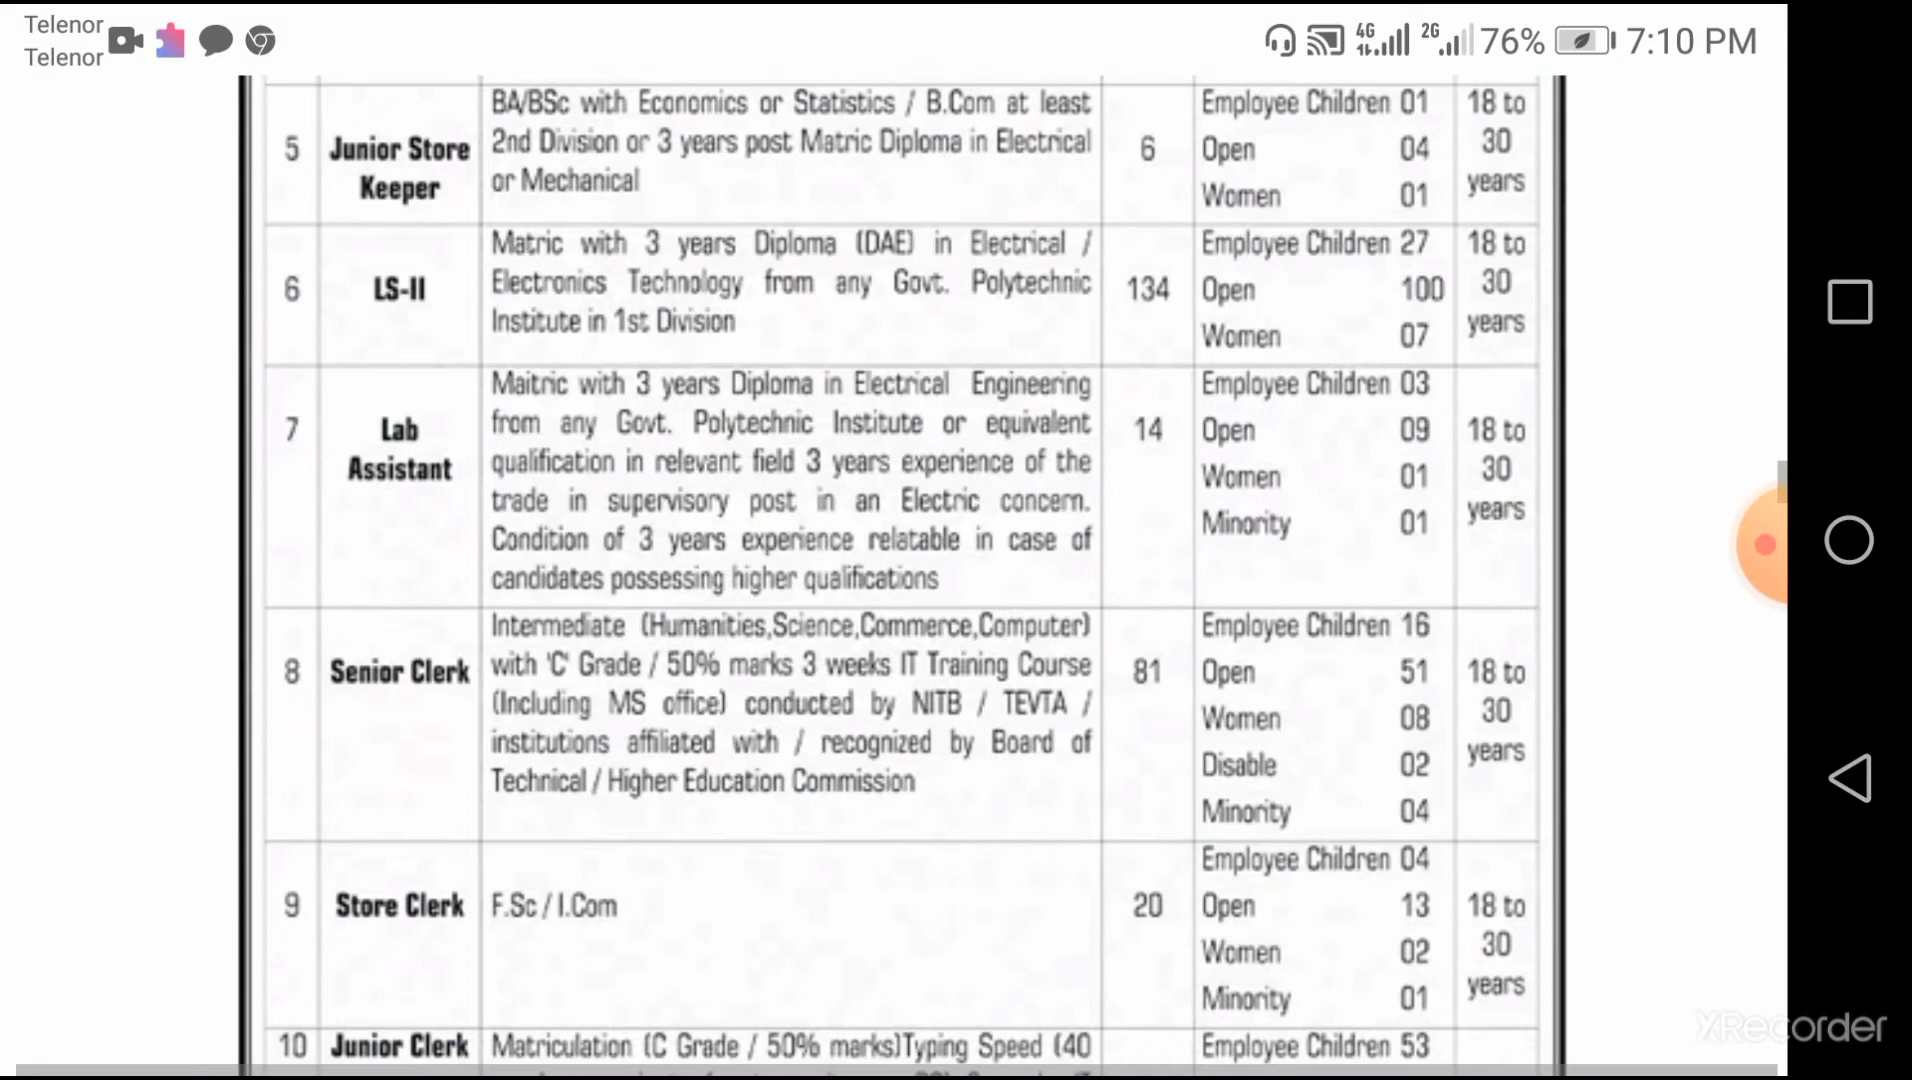 Telenor
Telenor
4G 2G 76% 7:10 PM
5
Junior Store
Keeper
BA/BSc with Economics or Statistics / B.Com at least
2nd Division or 3 years post Matric Diploma in Electrical
or Mechanical
6
Employee Children 01
Open 04
Women 01
18 to
30
years
6
LS-II
Matric with 3 years Diploma (DAE) in Electrical /
Electronics Technology from any Govt. Polytechnic
Institute in 1st Division
134
Employee Children 27
Open 100
Women 07
18 to
30
years
7
Lab
Assistant
Maitric with 3 years Diploma in Electrical Engineering
from any Govt. Polytechnic Institute or equivalent
qualification in relevant field 3 years experience of the
trade in supervisory post in an Electric concern.
Condition of 3 years experience relatable in case of
candidates possessing higher qualifications
14
Employee Children 03
Open 09
Women 01
Minority 01
18 to
30
years
8
Senior Clerk
Intermediate (Humanities,Science,Commerce,Computer)
with 'C' Grade / 50% marks 3 weeks IT Training Course
(Including MS office) conducted by NITB / TEVTA /
institutions affiliated with / recognized by Board of
Technical / Higher Education Commission
81
Employee Children 16
Open 51
Women 08
Disable 02
Minority 04
18 to
30
years
9
Store Clerk
F.Sc / I.Com
20
Employee Children 04
Open 13
Women 02
Minority 01
18 to
30
years
10
Junior Clerk
Matriculation (C Grade / 50% marks)Typing Speed (40
Employee Children 53
XRecorder